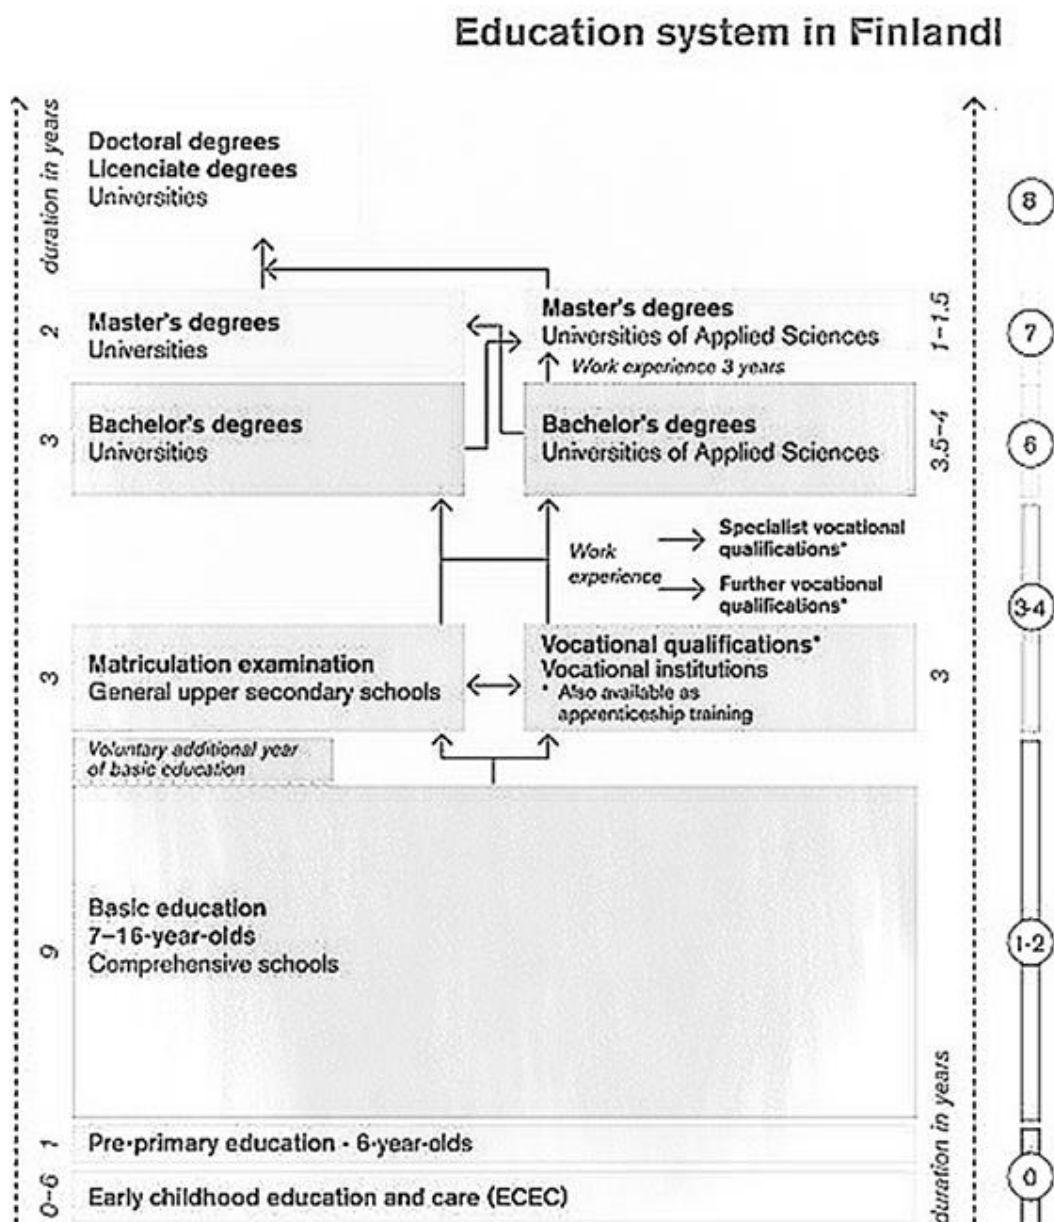 Education system in Finlandl
duration in years
Doctoral degrees
Licenciate degrees
Universities
8
2
Master's degrees
Universities
Master's degrees
Universities of Applied Sciences
1–1.5
7
Work experience 3 years
3
Bachelor's degrees
Universities
Bachelor's degrees
Universities of Applied Sciences
3.5–4
6
Work
experience
Specialist vocational
qualifications*
Further vocational
qualifications*
3-4
3
Matriculation examination
General upper secondary schools
Vocational qualifications*
Vocational institutions
* Also available as
apprenticeship training
3
Voluntary additional year
of basic education
9
Basic education
7–16-year-olds
Comprehensive schools
1-2
duration in years
1
Pre-primary education - 6-year-olds
0–6
Early childhood education and care (ECEC)
0